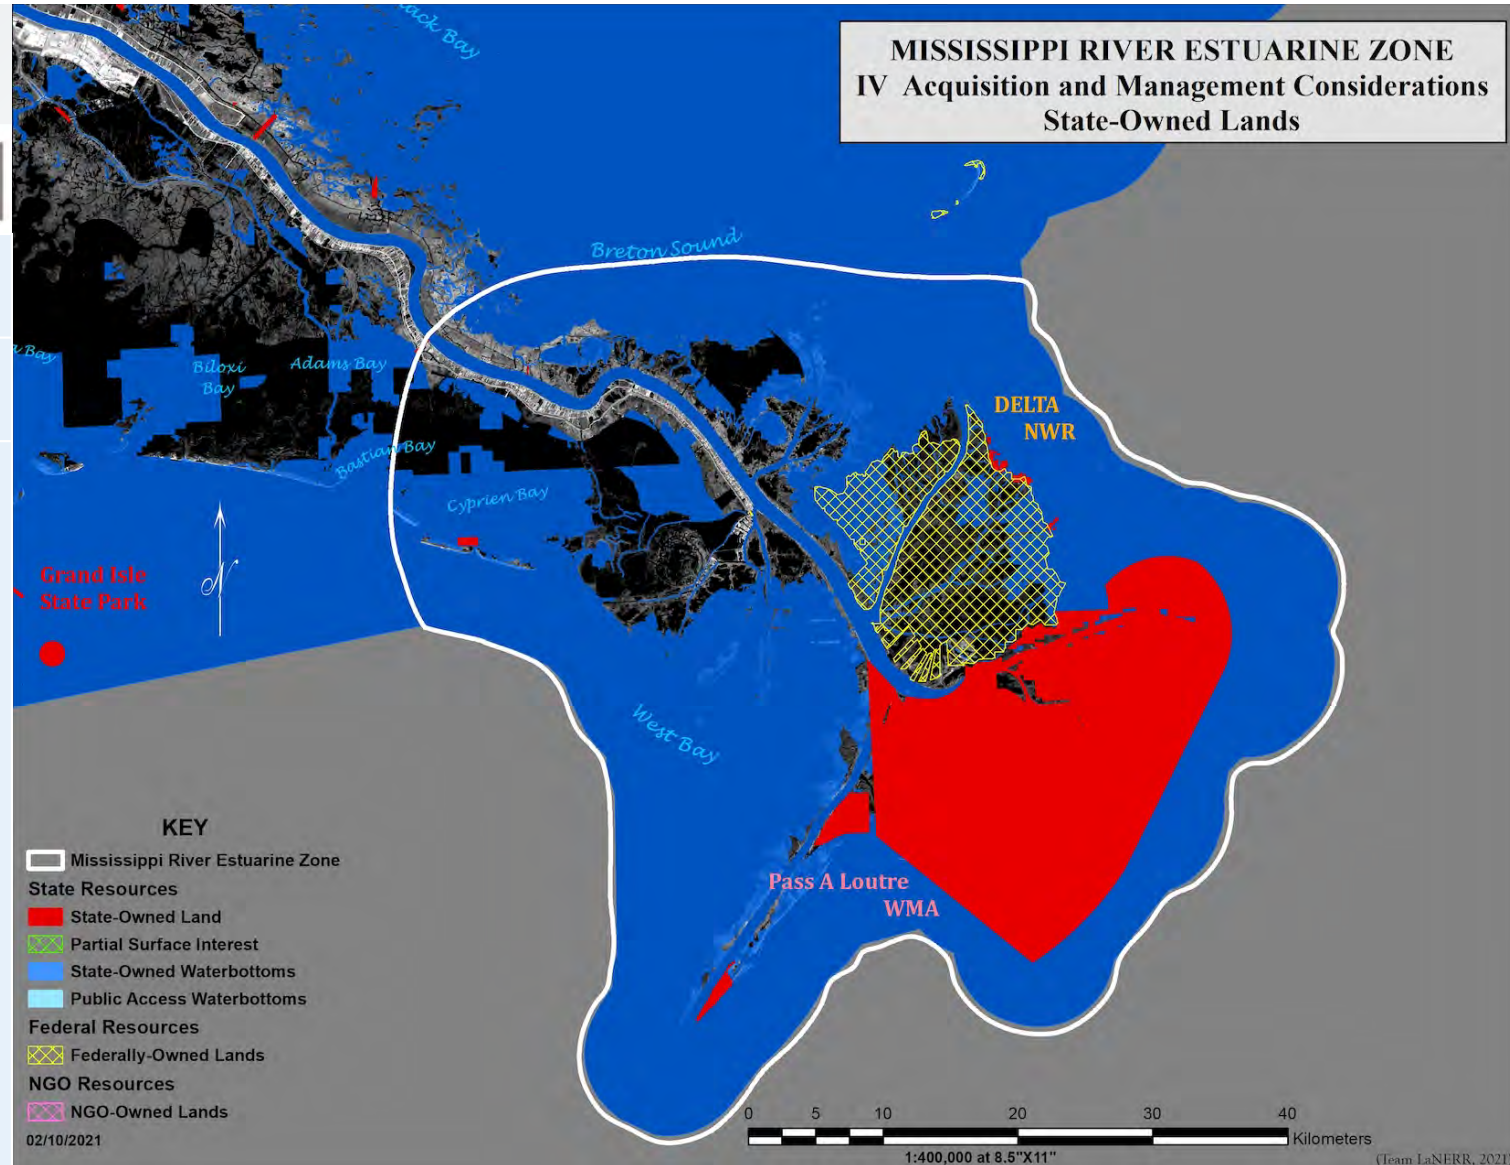 MISSISSIPPI RIVER ESTUARINE ZONE
IV Acquisition and Management Considerations
State-Owned Lands
Bay
Breton Sound
Bay
Biloxi
Bay
Adams Bay
Bastian Bay
Cyprien Bay
DELTA
NWR
Grand Isle
State Park
N
West Bay
Pass A Loutre
WMA
KEY
Mississippi River Estuarine Zone
State Resources
State-Owned Land
Partial Surface Interest
State-Owned Waterbottoms
Public Access Waterbottoms
Federal Resources
Federally-Owned Lands
NGO Resources
NGO-Owned Lands
02/10/2021
0 5 10 20 30 40
Kilometers
1:400,000 at 8.5"X11"
(Team LaNERR, 2021